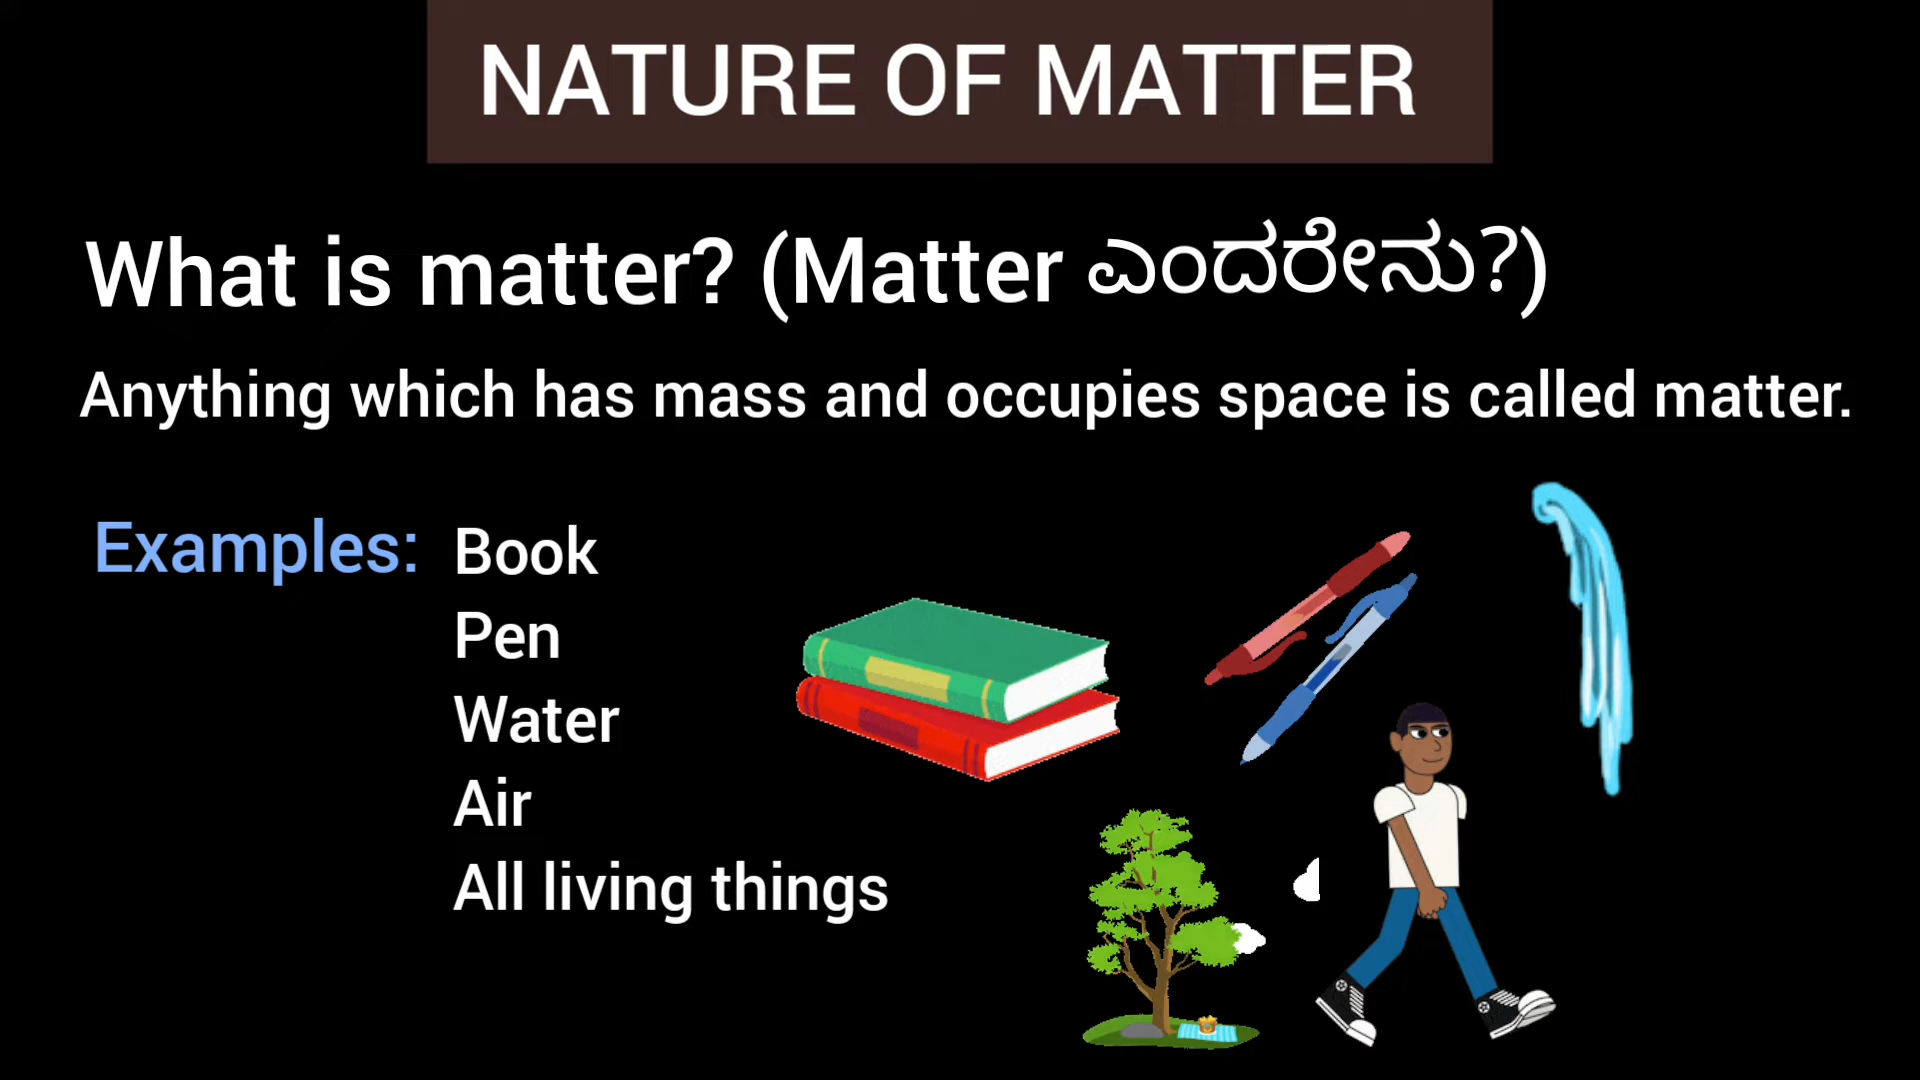 NATURE OF MATTER
What is matter? (Matter ಎಂದರೇನು?)
Anything which has mass and occupies space is called matter.
Examples: Book
Pen
Water
Air
All living things